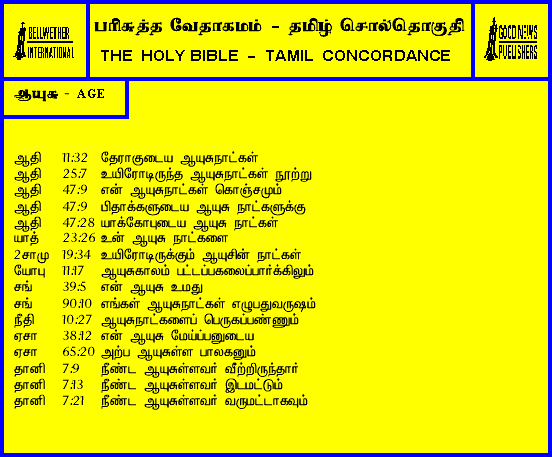 BELLWETHER
INTERNATIONAL
பரிசுத்த வேதாகமம் - தமிழ் சொல்தொகுதி
THE HOLY BIBLE - TAMIL CONCORDANCE
GOOD NEWS
PUBLISHERS
ஆயுசு - AGE
ஆதி 11:32 தேராகுடைய ஆயுசுநாட்கள்
ஆதி 25:7 உயிரோடிருந்த ஆயுசுநாட்கள் நூற்று
ஆதி 47:9 என் ஆயுசுநாட்கள் கொஞ்சமும்
ஆதி 47:9 பிதாக்களுடைய ஆயுசு நாட்களுக்கு
ஆதி 47:28 யாக்கோபுடைய ஆயுசு நாட்கள்
யாத் 23:26 உன் ஆயுசு நாட்களை
2சாமு 19:34 உயிரோடிருக்கும் ஆயுசின் நாட்கள்
யோபு 11:17 ஆயுசுகாலம் பட்டப்பகலைப்பார்க்கிலும்
சங் 39:5 என் ஆயுசு உமது
சங் 90:10 எங்கள் ஆயுசுநாட்கள் எழுபதுவருஷம்
நீதி 10:27 ஆயுசுநாட்களைப் பெருகப்பண்ணும்
ஏசா 38:12 என் ஆயுசு மேய்ப்பனுடைய
ஏசா 65:20 அற்ப ஆயுசுள்ள பாலகனும்
தானி 7:9 நீண்ட ஆயுசுள்ளவர் வீற்றிருந்தார்
தானி 7:13 நீண்ட ஆயுசுள்ளவர் இடமட்டும்
தானி 7:21 நீண்ட ஆயுசுள்ளவர் வருமட்டாகவும்